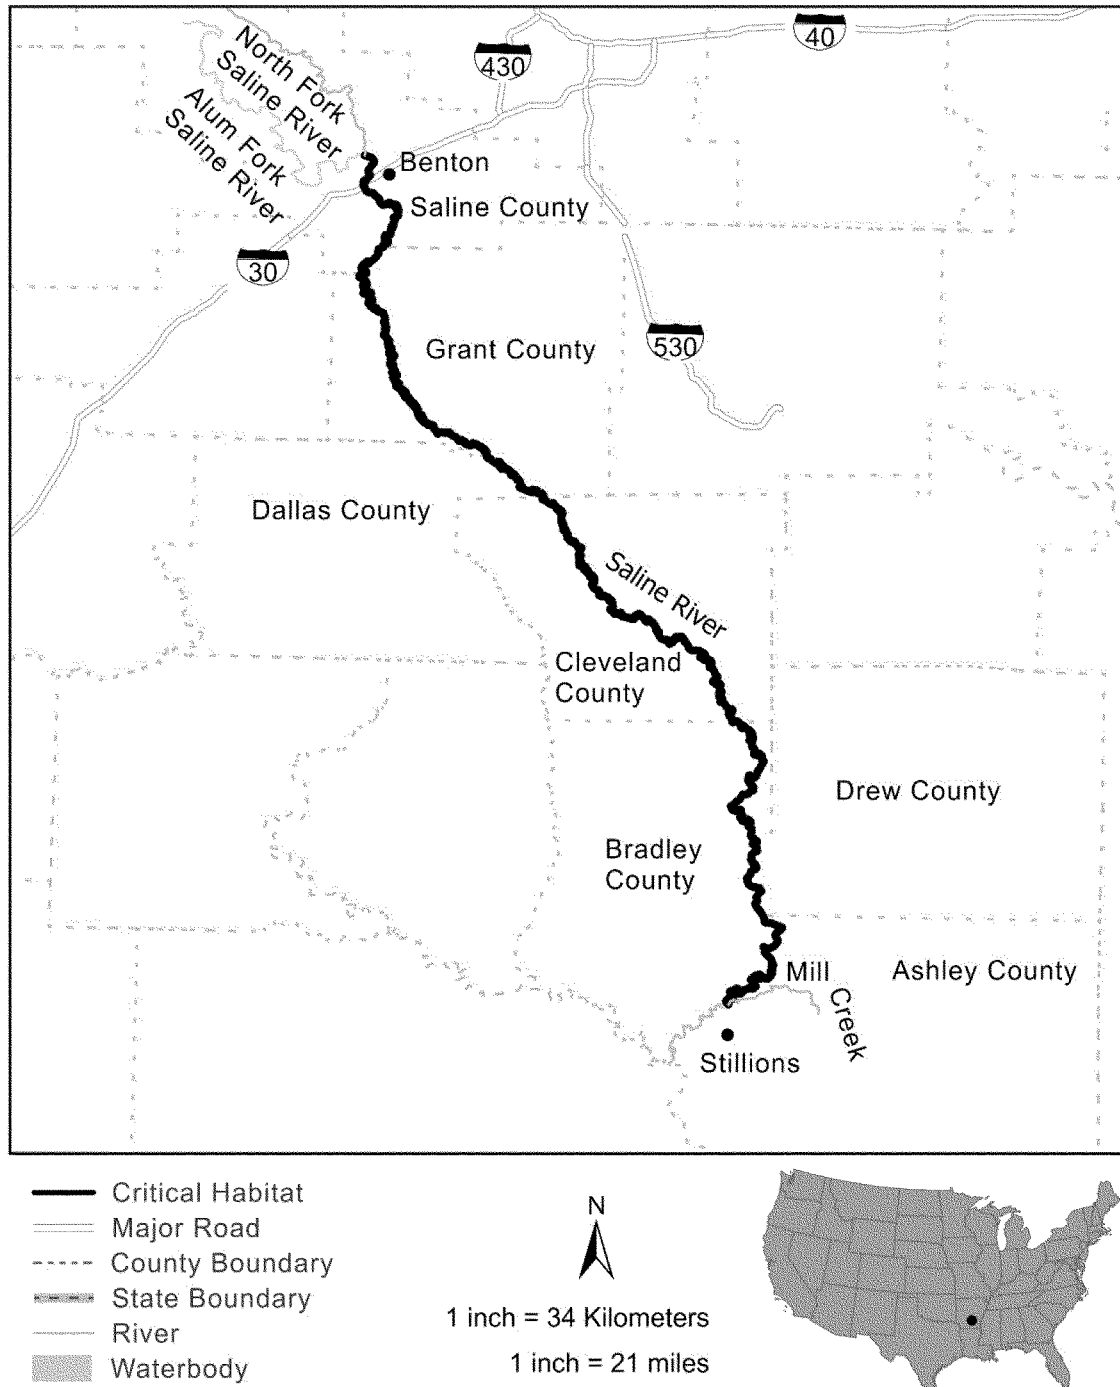 North Fork
Saline River
Alum Fork
Saline River
430
40
Benton
Saline County
30
Grant County
530
Dallas County
Saline River
Cleveland
County
Drew County
Bradley
County
Mill
Creek
Ashley County
Stillions
Critical Habitat
Major Road
County Boundary
State Boundary
River
Waterbody
N
1 inch = 34 Kilometers
1 inch = 21 miles